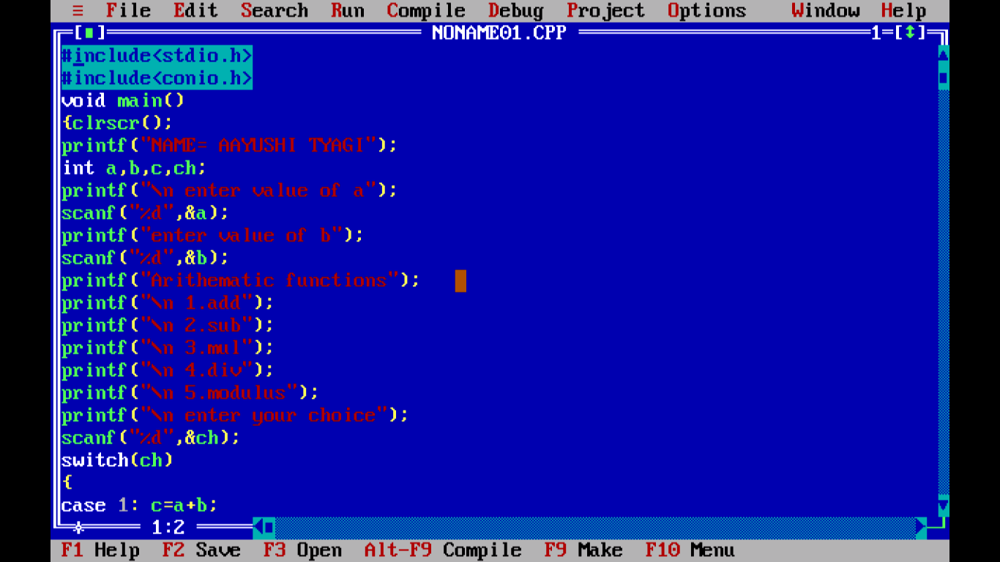 ≡ File Edit Search Run Compile Debug Project Options Window Help
[■] NONAME01.CPP 1=[↕]
#include<stdio.h>
#include<conio.h>
void main()
{clrscr();
printf("NAME= AAYUSHI TYAGI");
int a,b,c,ch;
printf("\n enter value of a");
scanf("%d",&a);
printf("enter value of b");
scanf("%d",&b);
printf("Arithematic functions");
printf("\n 1.add");
printf("\n 2.sub");
printf("\n 3.mul");
printf("\n 4.div");
printf("\n 5.modulus");
printf("\n enter your choice");
scanf("%d",&ch);
switch(ch)
{
case 1: c=a+b;
1:2
F1 Help F2 Save F3 Open Alt-F9 Compile F9 Make F10 Menu